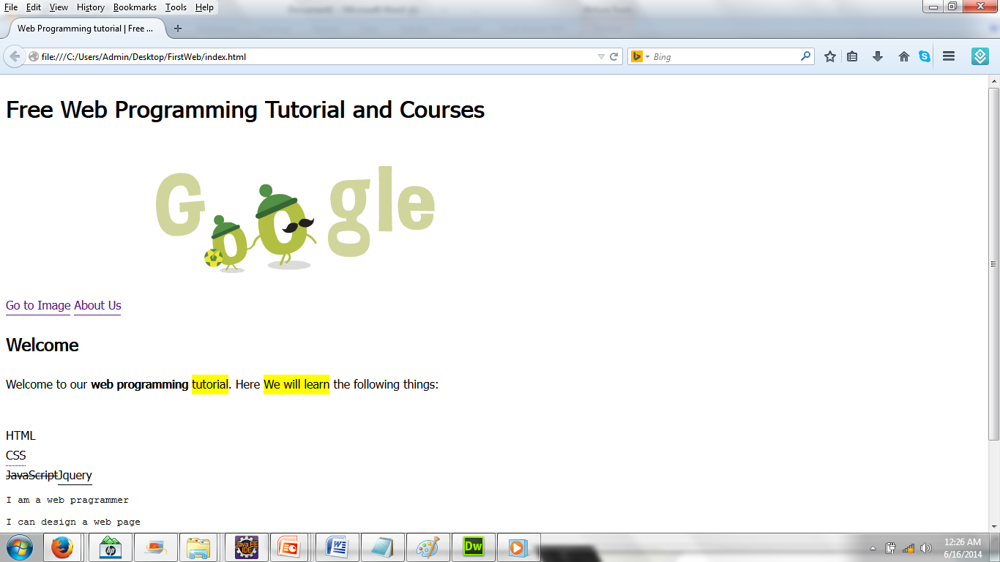 File Edit View History Bookmarks Tools Help
Web Programming tutorial | Free ...
file:///C:/Users/Admin/Desktop/FirstWeb/index.html
Bing
Free Web Programming Tutorial and Courses
Google
Go to Image About Us
Welcome
Welcome to our web programming tutorial. Here We will learn the following things:
HTML
CSS
JavaScriptJquery
I am a web pragrammer
I can design a web page
hp
Java EE
IDE
Dw
12:26 AM
6/16/2014